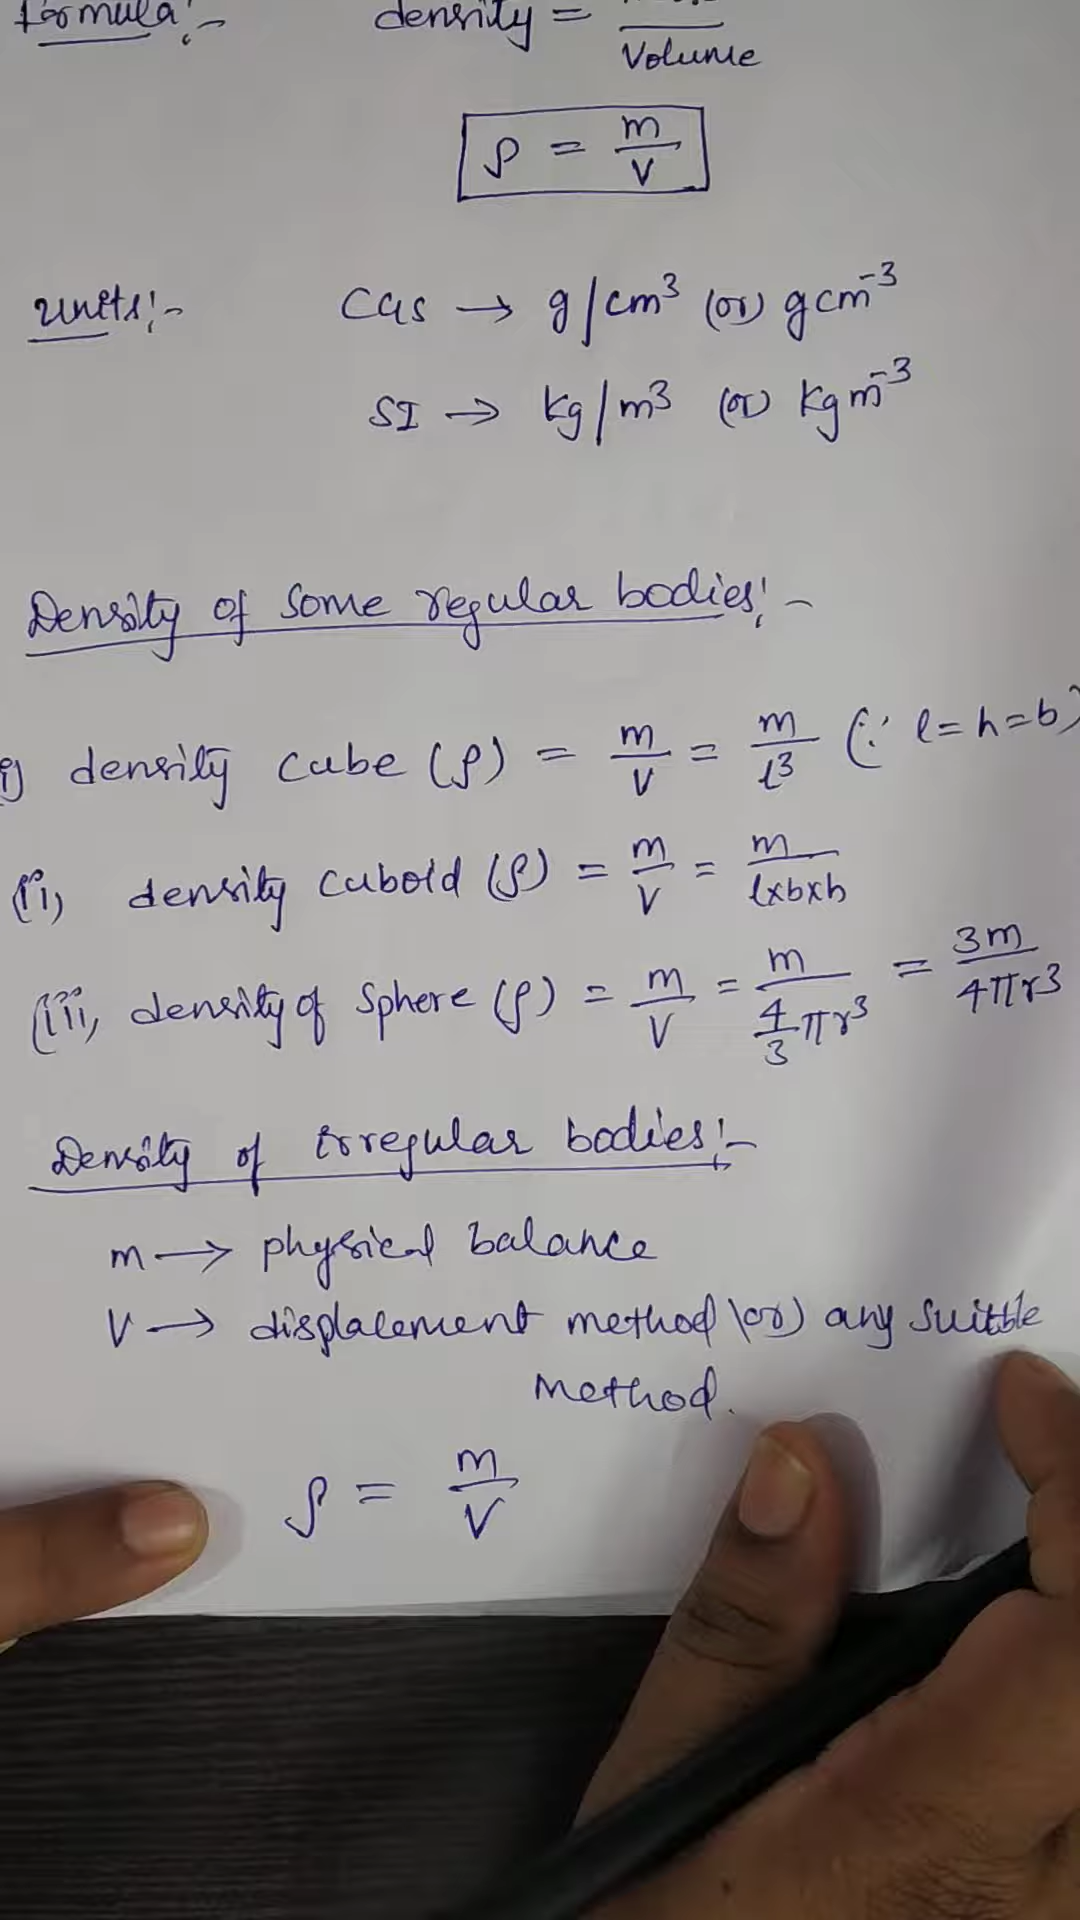 formula:-
density =
Volume
ρ = m/V
units:-
CGS → g/cm³ (or) gcm⁻³
SI → kg/m³ (or) kgm⁻³
Density of some regular bodies:-
i) density cube (ρ) = m/V = m/l³ (∵ l=h=b)
(ii) density cuboid (ρ) = m/V = m/l×b×h
(iii) density of sphere (ρ) = m/V = m/4/3 πr³ = 3m/4πr³
Density of irregular bodies:-
m → physical balance
V → displacement method (or) any suitble
method.
ρ = m/V